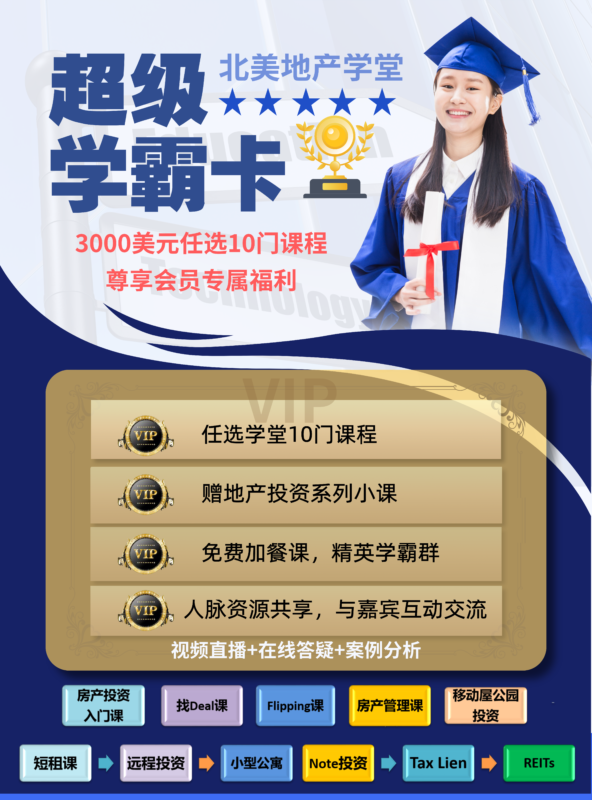 超级
学霸卡
北美地产学堂
3000美元任选10门课程
尊享会员专属福利
VIP
VIP 任选学堂10门课程
VIP 赠地产投资系列小课
VIP 免费加餐课，精英学霸群
VIP 人脉资源共享，与嘉宾互动交流
视频直播+在线答疑+案例分析
房产投资
入门课
找Deal课
Flipping课
房产管理课
移动屋公园
投资
短租课
远程投资
小型公寓
Note投资
Tax Lien
REITs